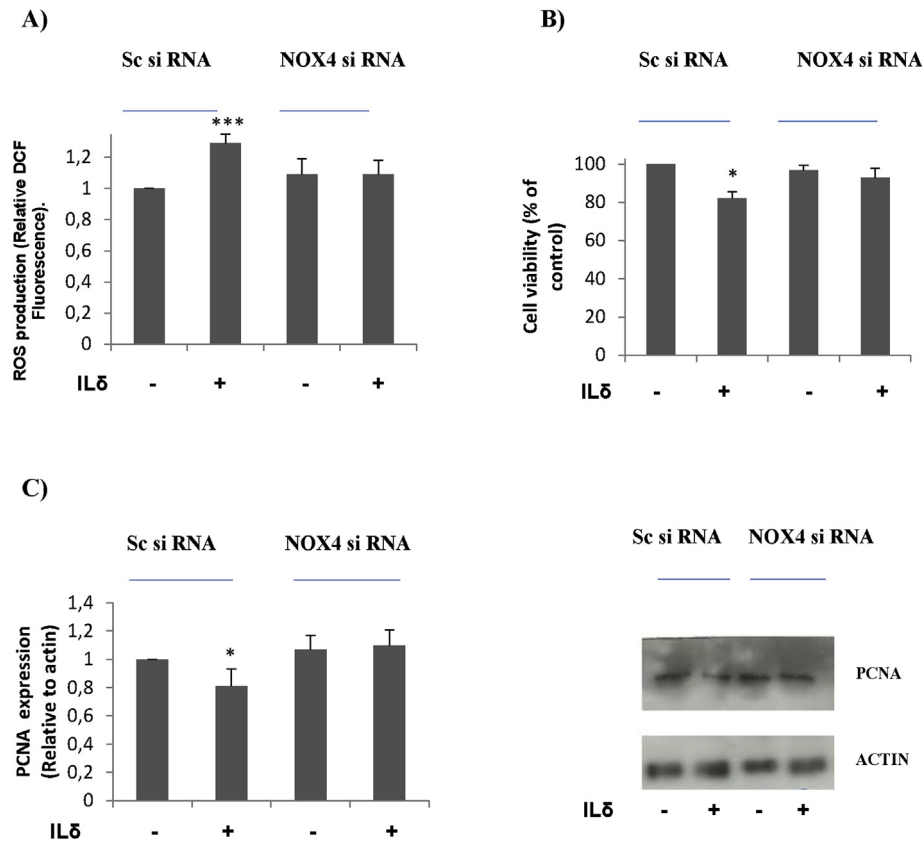 A)
Sc si RNA NOX4 si RNA
***
ROS production (Relative DCF
Fluorescence).
1,2
1
0,8
0,6
0,4
0,2
0
ILδ - + - +
B)
Sc si RNA NOX4 si RNA
*
Cell viability (% of
control)
100
80
60
40
20
0
ILδ - + - +
C)
Sc si RNA NOX4 si RNA
*
PCNA expression
(Relative to actin)
1,4
1,2
1
0,8
0,6
0,4
0,2
0
ILδ - + - +
Sc si RNA NOX4 si RNA
PCNA
ACTIN
ILδ - + - +